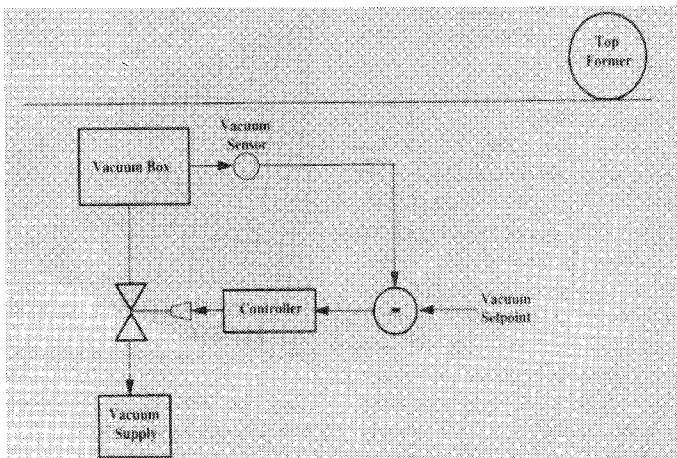 Top
Former
Vacuum
Sensor
Vacuum Box
Controller
-
Vacuum
Setpoint
Vacuum
Supply